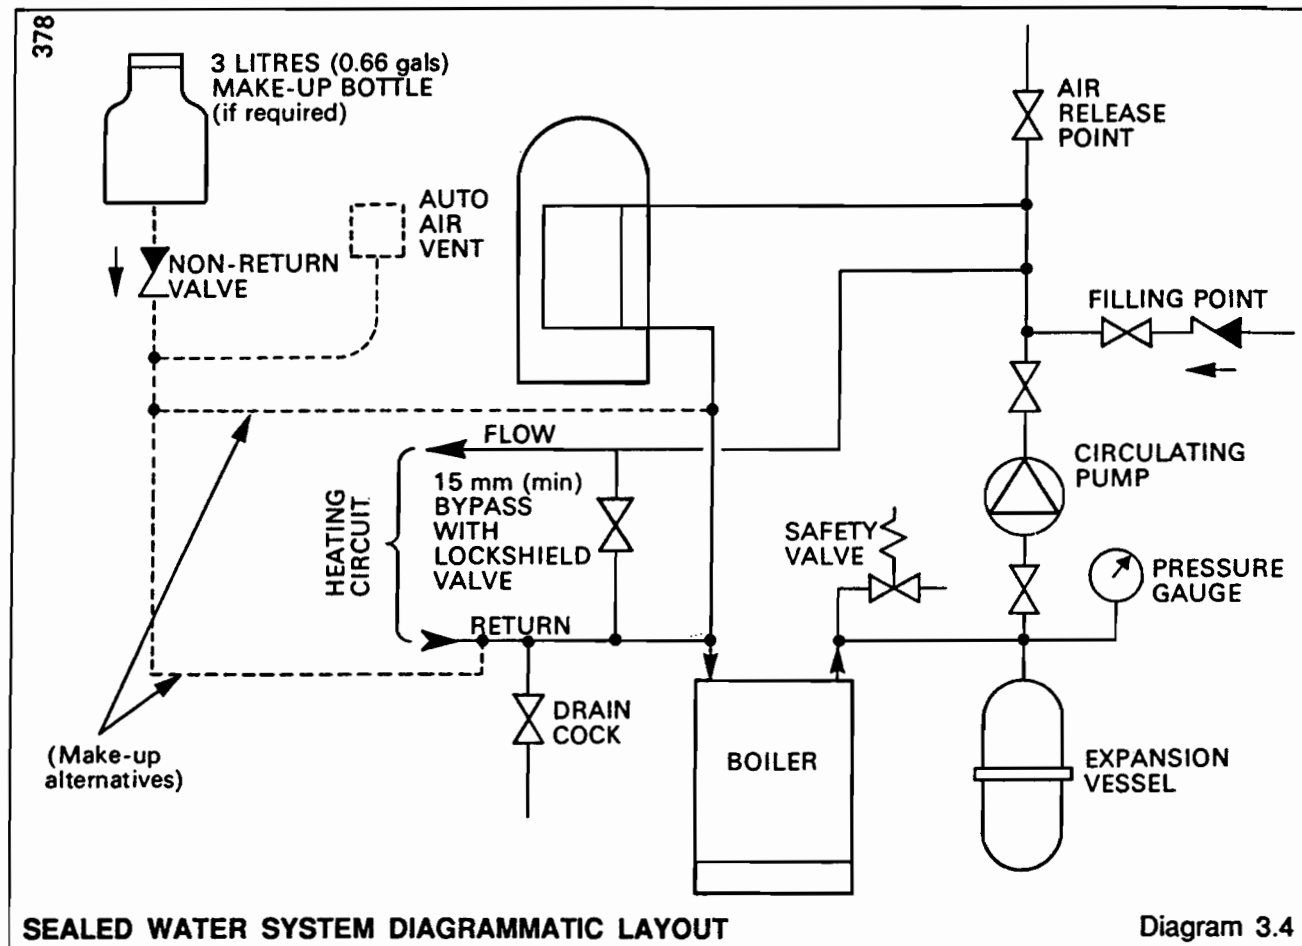 378
3 LITRES (0.66 gals)
MAKE-UP BOTTLE
(if required)
AIR
RELEASE
POINT
AUTO
AIR
VENT
NON-RETURN
VALVE
FILLING POINT
FLOW
15 mm (min)
BYPASS
WITH
LOCKSHIELD
VALVE
HEATING
CIRCUIT
CIRCULATING
PUMP
SAFETY
VALVE
PRESSURE
GAUGE
RETURN
DRAIN
COCK
(Make-up
alternatives)
BOILER
EXPANSION
VESSEL
SEALED WATER SYSTEM DIAGRAMMATIC LAYOUT
Diagram 3.4